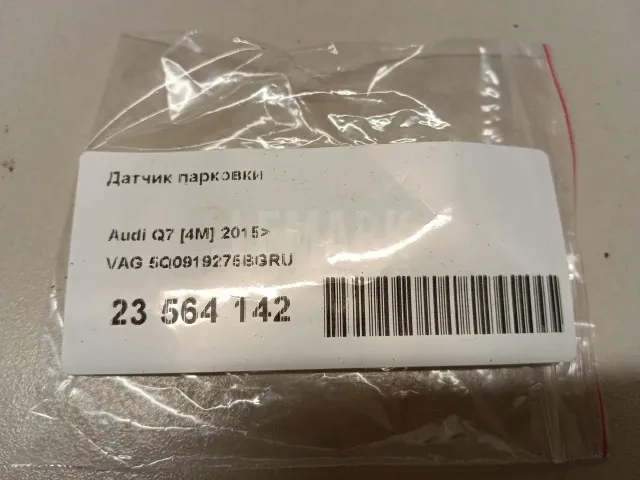 Датчик парковки
Audi Q7 [4M] 2015>
VAG 5Q0919275BGRU
23 564 142